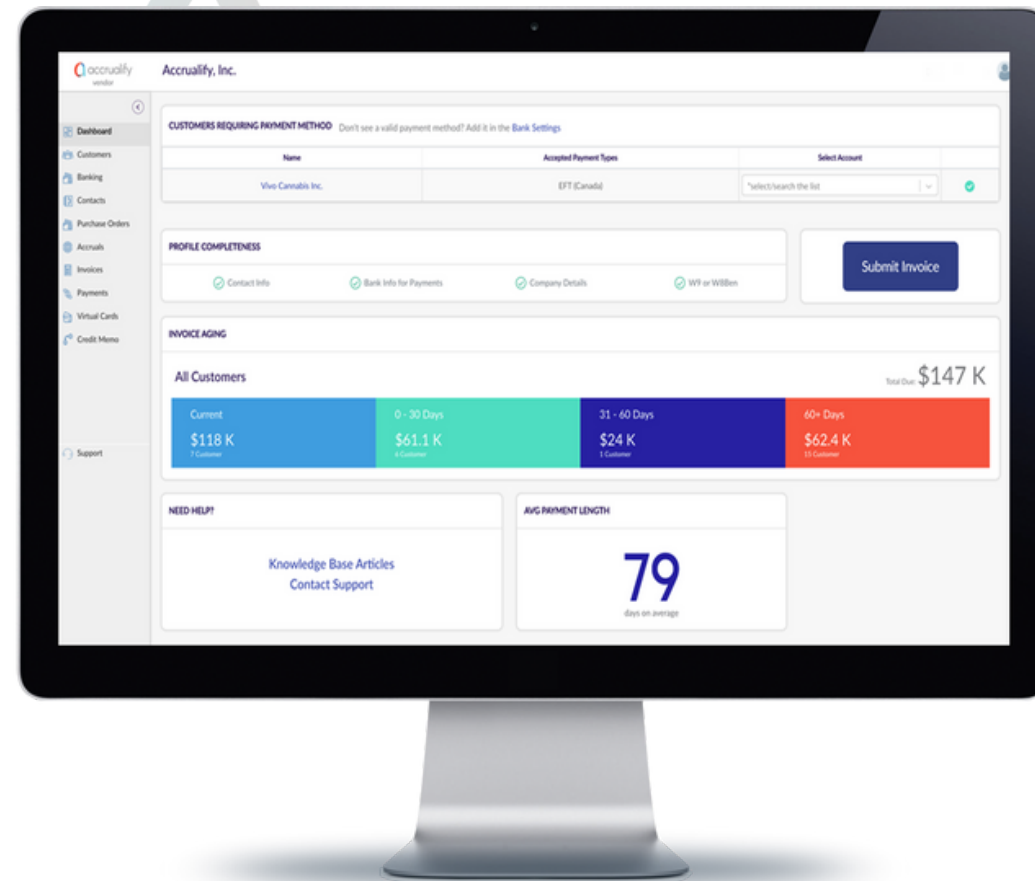 accrualify
vendor
Accrualify, Inc.
Dashboard
Customers
Banking
Contacts
Purchase Orders
Accruals
Invoices
Payments
Virtual Cards
Credit Memo
Support
CUSTOMERS REQUIRING PAYMENT METHOD Don't see a valid payment method? Add it in the Bank Settings
Name Accepted Payment Types Select Account
Vivo Cannabis Inc. EFT (Canada) *select/search the list
PROFILE COMPLETENESS
Contact Info Bank Info for Payments Company Details W9 or W8Ben
Submit Invoice
INVOICE AGING
All Customers Total Due: $147 K
Current 0 - 30 Days 31 - 60 Days 60+ Days
$118 K $61.1 K $24 K $62.4 K
7 Customer 6 Customer 1 Customer 15 Customer
NEED HELP?
Knowledge Base Articles
Contact Support
AVG PAYMENT LENGTH
79
days on average